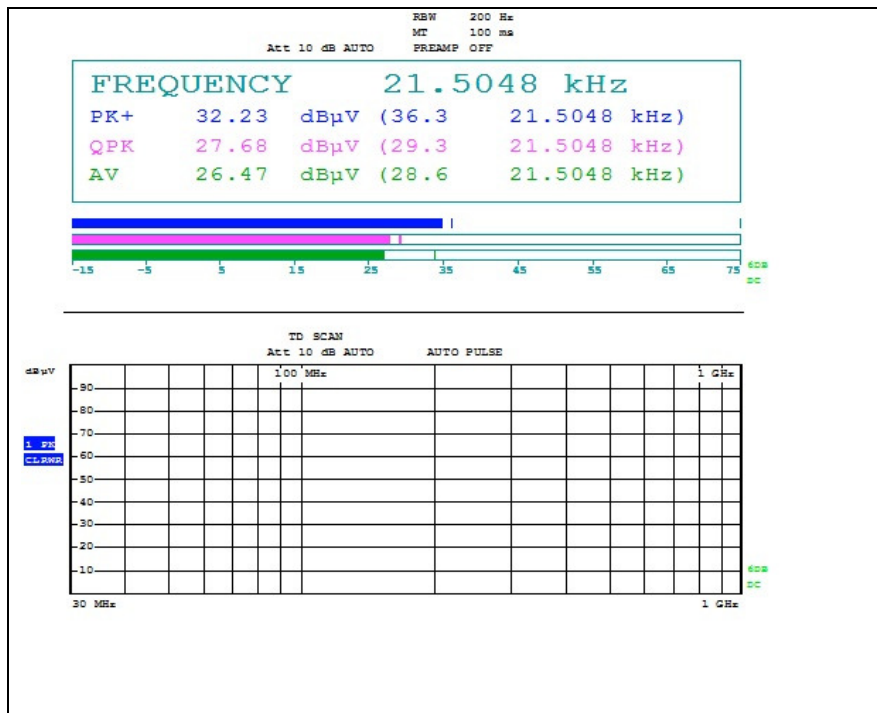 RBW 200 Hz
MT 100 ms
Att 10 dB AUTO PREAMP OFF
FREQUENCY 21.5048 kHz
PK+ 32.23 dBµV (36.3 21.5048 kHz)
QPK 27.68 dBµV (29.3 21.5048 kHz)
AV 26.47 dBµV (28.6 21.5048 kHz)
-15 -5 5 15 25 35 45 55 65 75
6DB
DC
TD SCAN
Att 10 dB AUTO AUTO PULSE
dBµV
100 MHz 1 GHz
90
80
70
1 PK
60
CLRWR
50
40
30
20
10
6DB
DC
30 MHz 1 GHz